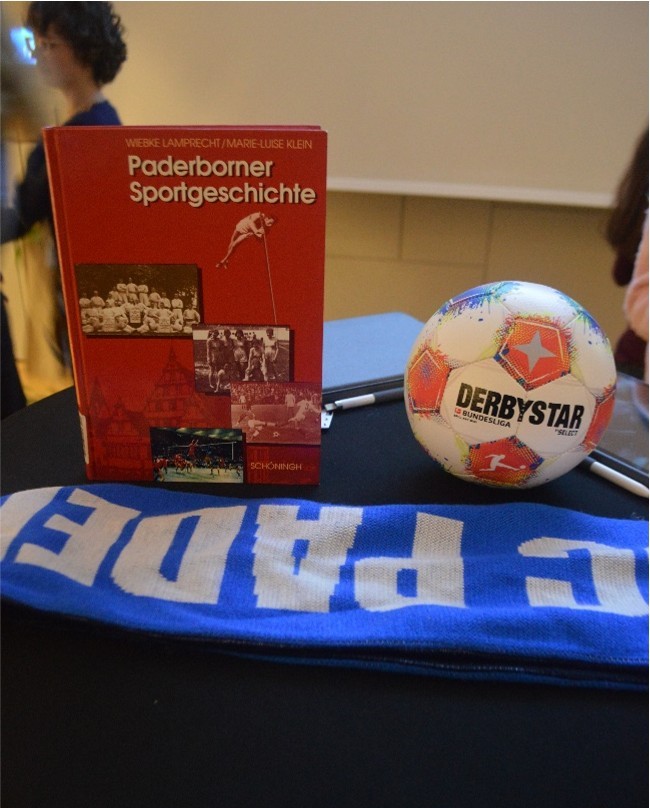 WIEBKE LAMPRECHT/MARIE-LUISE KLEIN
Paderborner
Sportgeschichte
SCHÖNINGH
DERBYSTAR
BUNDESLIGA
SELECT
C PADE